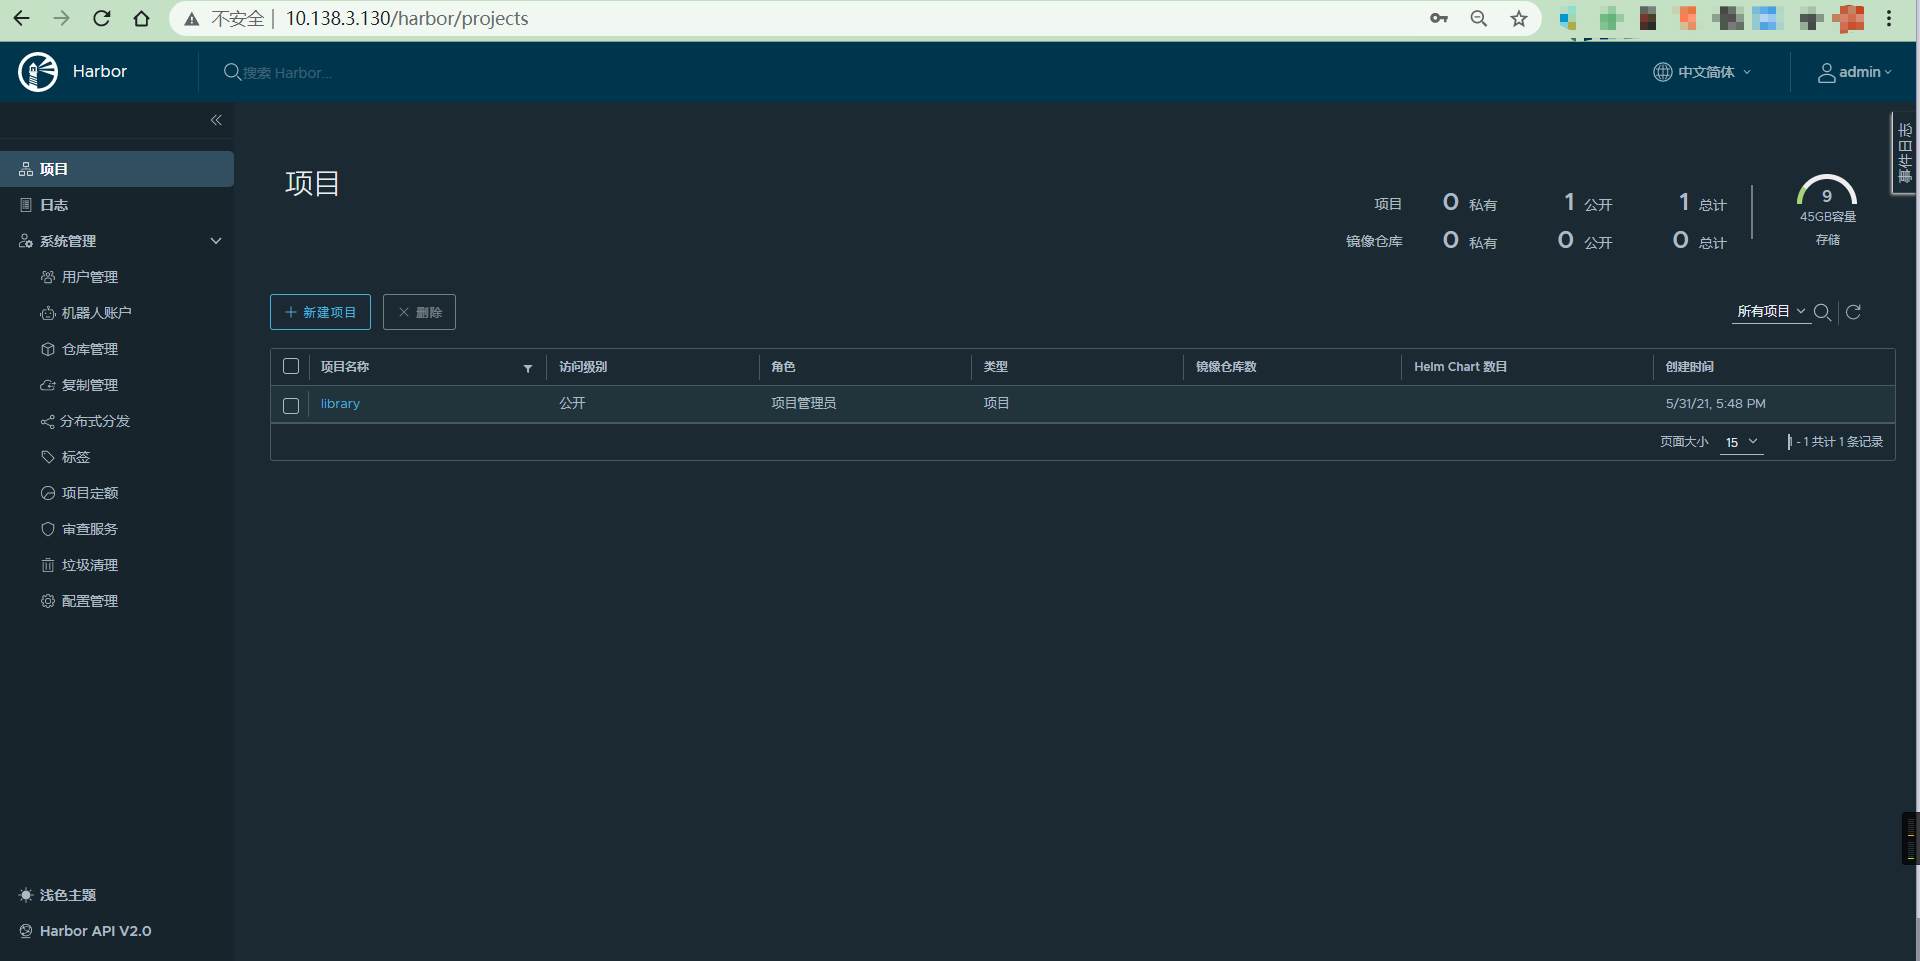 不安全 | 10.138.3.130/harbor/projects
Harbor
搜索 Harbor...
中文简体
admin
事件日志
项目
日志
系统管理
用户管理
机器人账户
仓库管理
复制管理
分布式分发
标签
项目定额
审查服务
垃圾清理
配置管理
浅色主题
Harbor API V2.0
项目
项目 0 私有 1 公开 1 总计
镜像仓库 0 私有 0 公开 0 总计
9
45GB容量
存储
新建项目 删除
所有项目
项目名称 访问级别 角色 类型 镜像仓库数 Helm Chart 数目 创建时间
library 公开 项目管理员 项目 5/31/21, 5:48 PM
页面大小 15 1 - 1 共计 1 条记录